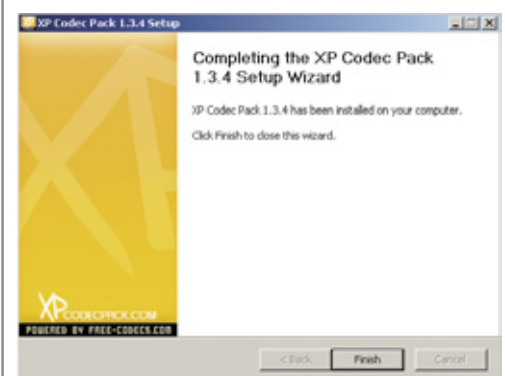 XP Codec Pack 1.3.4 Setup
Completing the XP Codec Pack
1.3.4 Setup Wizard
XP Codec Pack 1.3.4 has been installed on your computer.
Click Finish to close this wizard.
XP
XPCODECPACK.COM
POWERED BY FREE-CODECS.COM
< Back
Finish
Cancel